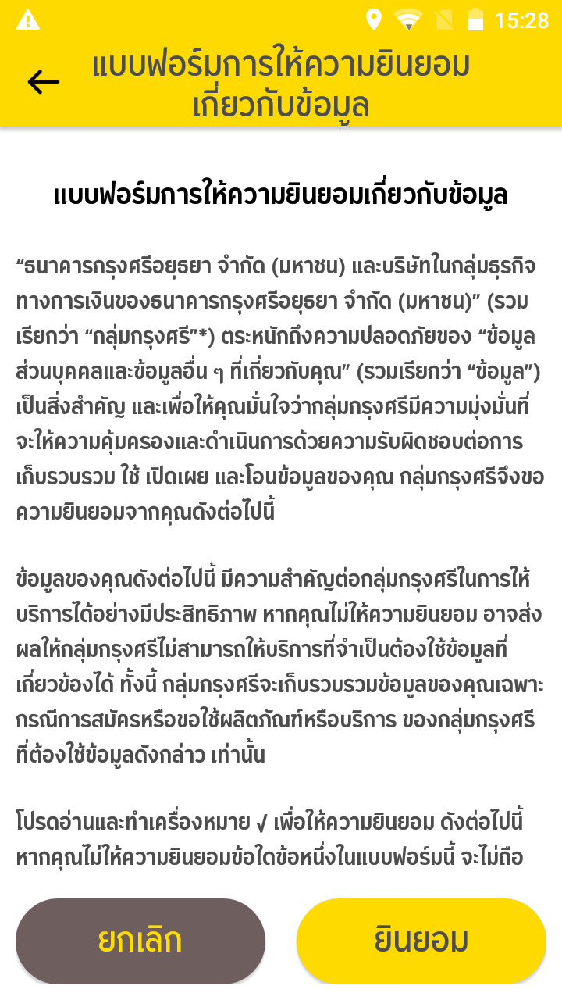 15:28
แบบฟอร์มการให้ความยินยอม
เกี่ยวกับข้อมูล
แบบฟอร์มการให้ความยินยอมเกี่ยวกับข้อมูล
“ธนาคารกรุงศรีอยุธยา จำกัด (มหาชน) และบริษัทในกลุ่มธุรกิจ
ทางการเงินของธนาคารกรุงศรีอยุธยา จำกัด (มหาชน)” (รวม
เรียกว่า “กลุ่มกรุงศรี”*) ตระหนักถึงความปลอดภัยของ “ข้อมูล
ส่วนบุคคลและข้อมูลอื่น ๆ ที่เกี่ยวกับคุณ” (รวมเรียกว่า “ข้อมูล”)
เป็นสิ่งสำคัญ และเพื่อให้คุณมั่นใจว่ากลุ่มกรุงศรีมีความมุ่งมั่นที่
จะให้ความคุ้มครองและดำเนินการด้วยความรับผิดชอบต่อการ
เก็บรวบรวม ใช้ เปิดเผย และโอนข้อมูลของคุณ กลุ่มกรุงศรีจึงขอ
ความยินยอมจากคุณดังต่อไปนี้
ข้อมูลของคุณดังต่อไปนี้ มีความสำคัญต่อกลุ่มกรุงศรีในการให้
บริการได้อย่างมีประสิทธิภาพ หากคุณไม่ให้ความยินยอม อาจส่ง
ผลให้กลุ่มกรุงศรีไม่สามารถให้บริการที่จำเป็นต้องใช้ข้อมูลที่
เกี่ยวข้องได้ ทั้งนี้ กลุ่มกรุงศรีจะเก็บรวบรวมข้อมูลของคุณเฉพาะ
กรณีการสมัครหรือขอใช้ผลิตภัณฑ์หรือบริการ ของกลุ่มกรุงศรี
ที่ต้องใช้ข้อมูลดังกล่าว เท่านั้น
โปรดอ่านและทำเครื่องหมาย √ เพื่อให้ความยินยอม ดังต่อไปนี้
หากคุณไม่ให้ความยินยอมข้อใดข้อหนึ่งในแบบฟอร์มนี้ จะไม่ถือ
ยกเลิก
ยินยอม